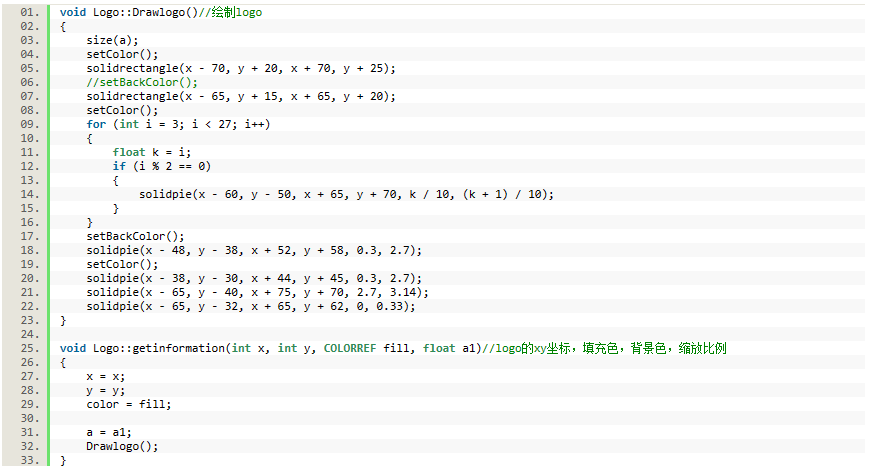 01. void Logo::Drawlogo()//绘制logo
02. {
03.     size(a);
04.     setColor();
05.     solidrectangle(x - 70, y + 20, x + 70, y + 25);
06.     //setBackColor();
07.     solidrectangle(x - 65, y + 15, x + 65, y + 20);
08.     setColor();
09.     for (int i = 3; i < 27; i++)
10.     {
11.         float k = i;
12.         if (i % 2 == 0)
13.         {
14.             solidpie(x - 60, y - 50, x + 65, y + 70, k / 10, (k + 1) / 10);
15.         }
16.     }
17.     setBackColor();
18.     solidpie(x - 48, y - 38, x + 52, y + 58, 0.3, 2.7);
19.     setColor();
20.     solidpie(x - 38, y - 30, x + 44, y + 45, 0.3, 2.7);
21.     solidpie(x - 65, y - 40, x + 75, y + 70, 2.7, 3.14);
22.     solidpie(x - 65, y - 32, x + 65, y + 62, 0, 0.33);
23. }
24.
25. void Logo::getinformation(int x, int y, COLORREF fill, float a1)//logo的xy坐标，填充色，背景色，缩放比例
26. {
27.     x = x;
28.     y = y;
29.     color = fill;
30.
31.     a = a1;
32.     Drawlogo();
33. }